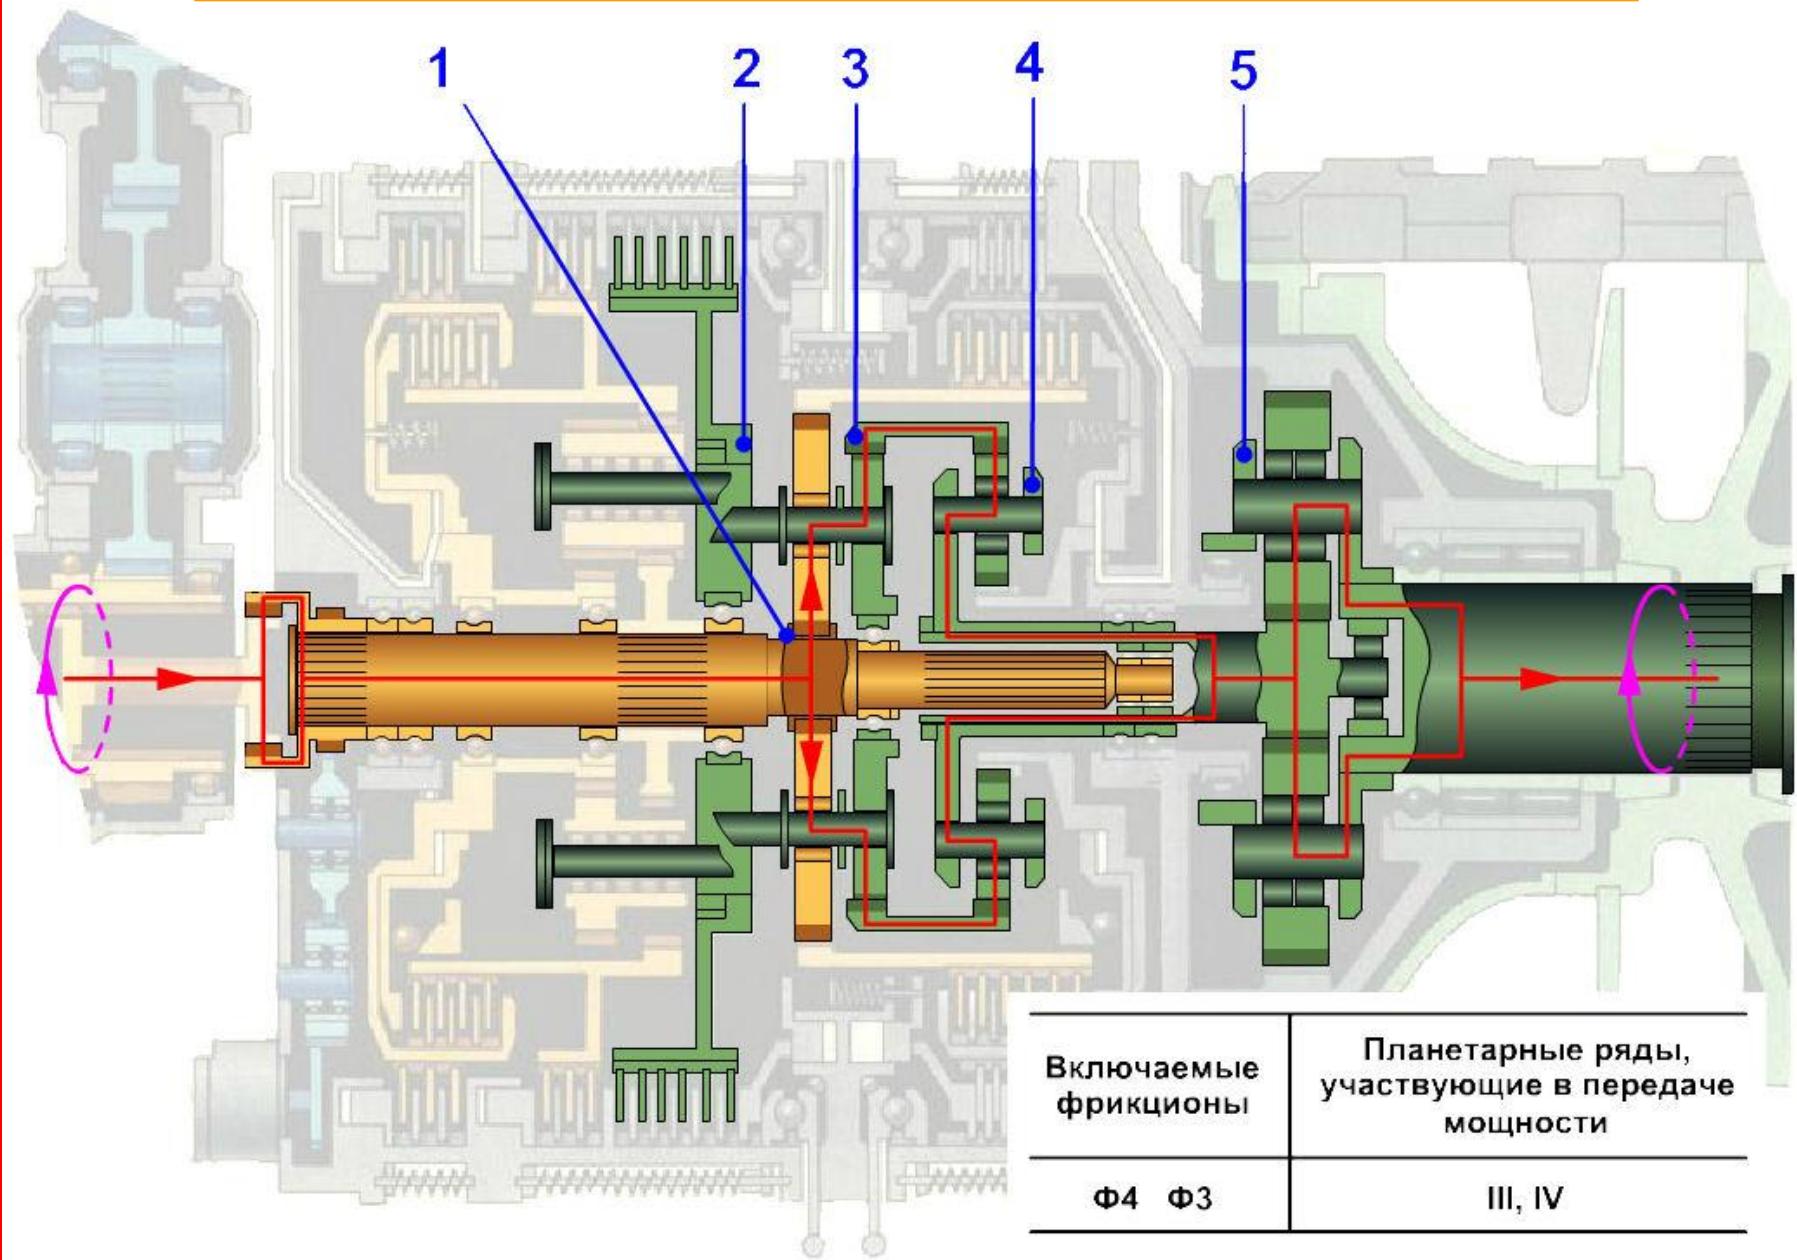 1
2
3
4
5
Включаемые
фрикционы
Планетарные ряды,
участвующие в передаче
мощности
Ф4 Ф3
III, IV